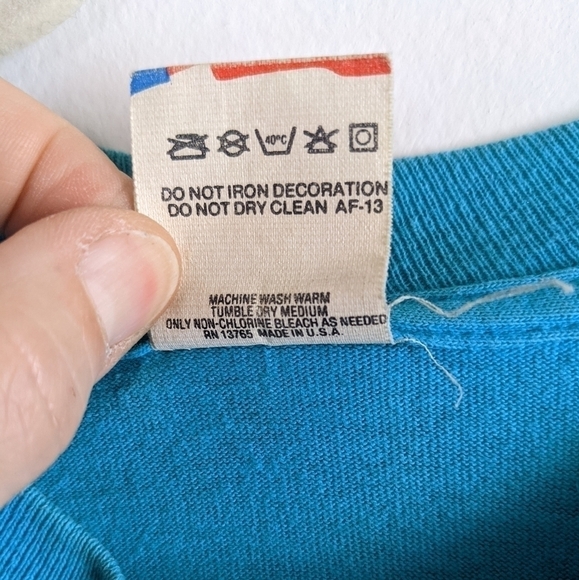 40°C
DO NOT IRON DECORATION
DO NOT DRY CLEAN AF-13
MACHINE WASH WARM
TUMBLE DRY MEDIUM
ONLY NON-CHLORINE BLEACH AS NEEDED
RN 13765 MADE IN U.S.A.